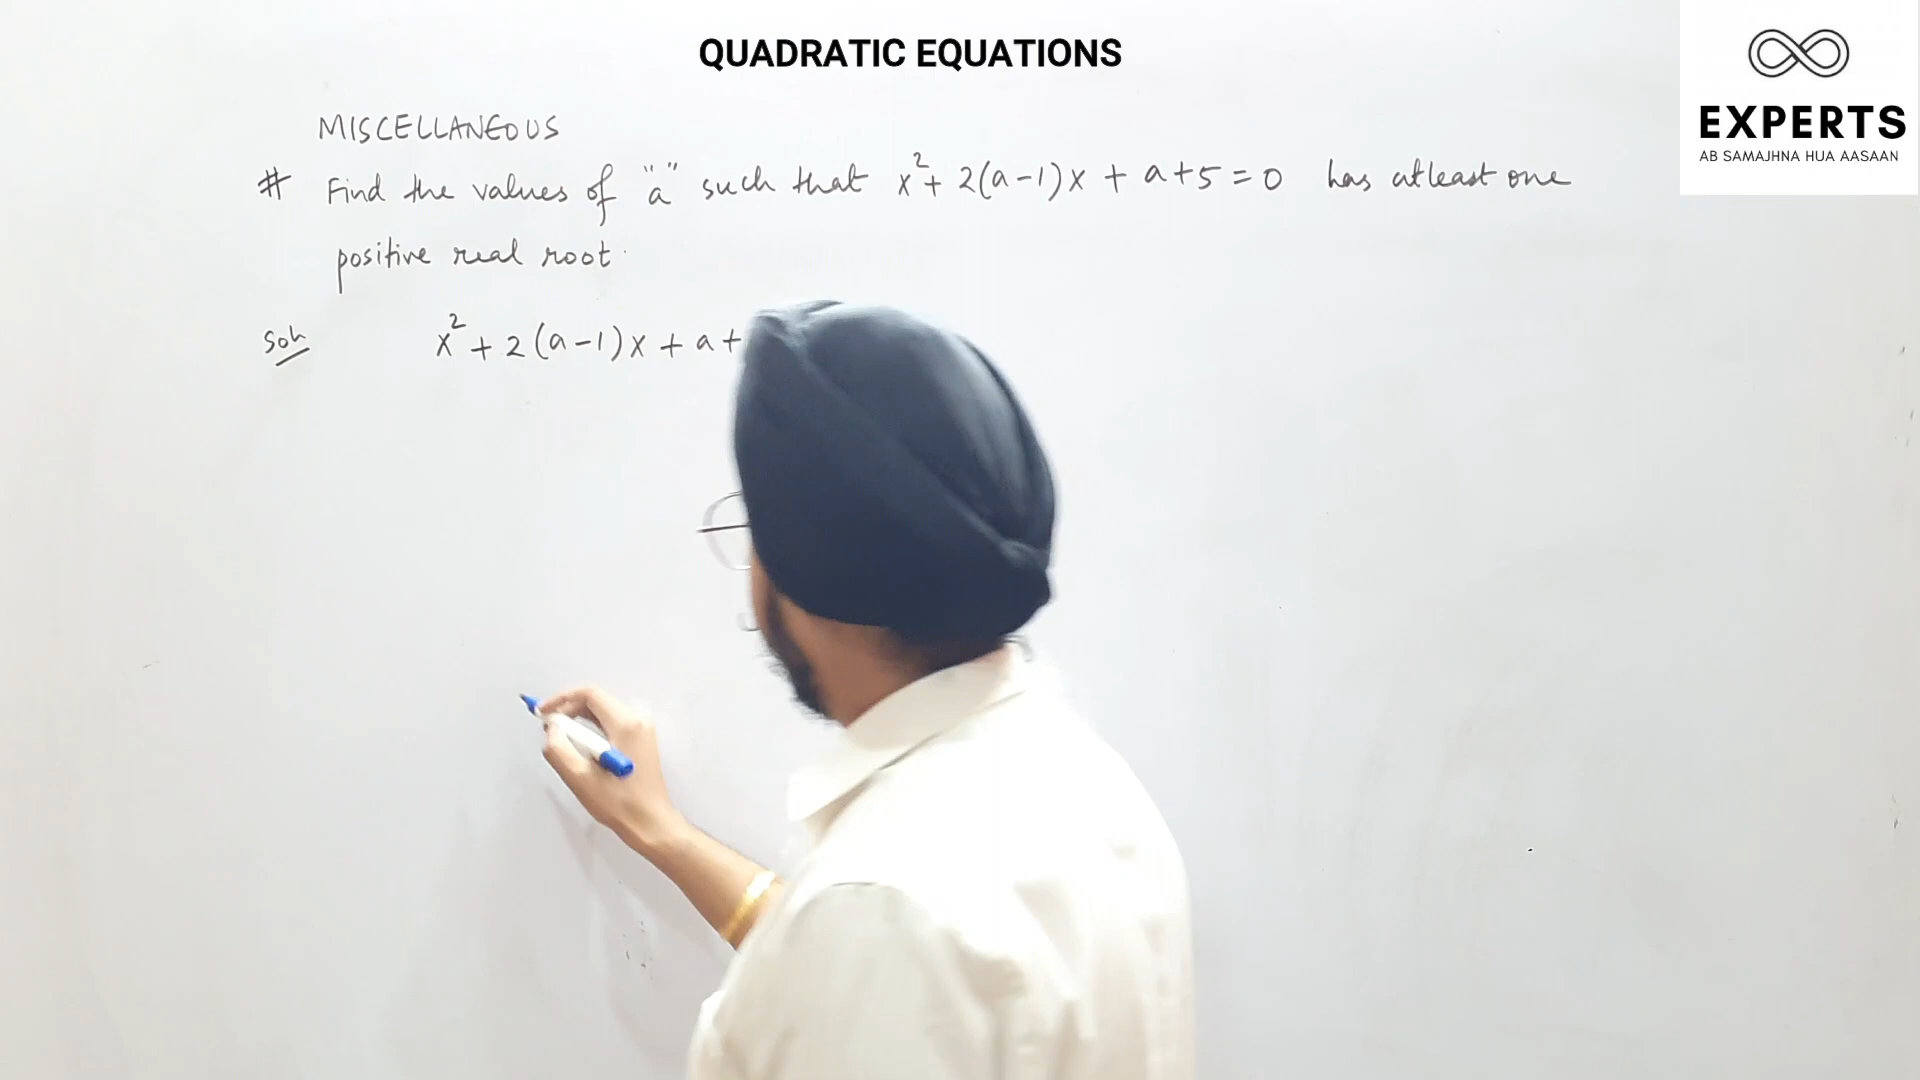 QUADRATIC EQUATIONS
EXPERTS
AB SAMAJHNA HUA AASAAN
MISCELLANEOUS
# Find the values of "a" such that x²+ 2(a-1)x + a+5=0 has atleast one
positive real root.
Soln x²+2(a-1)x + a+